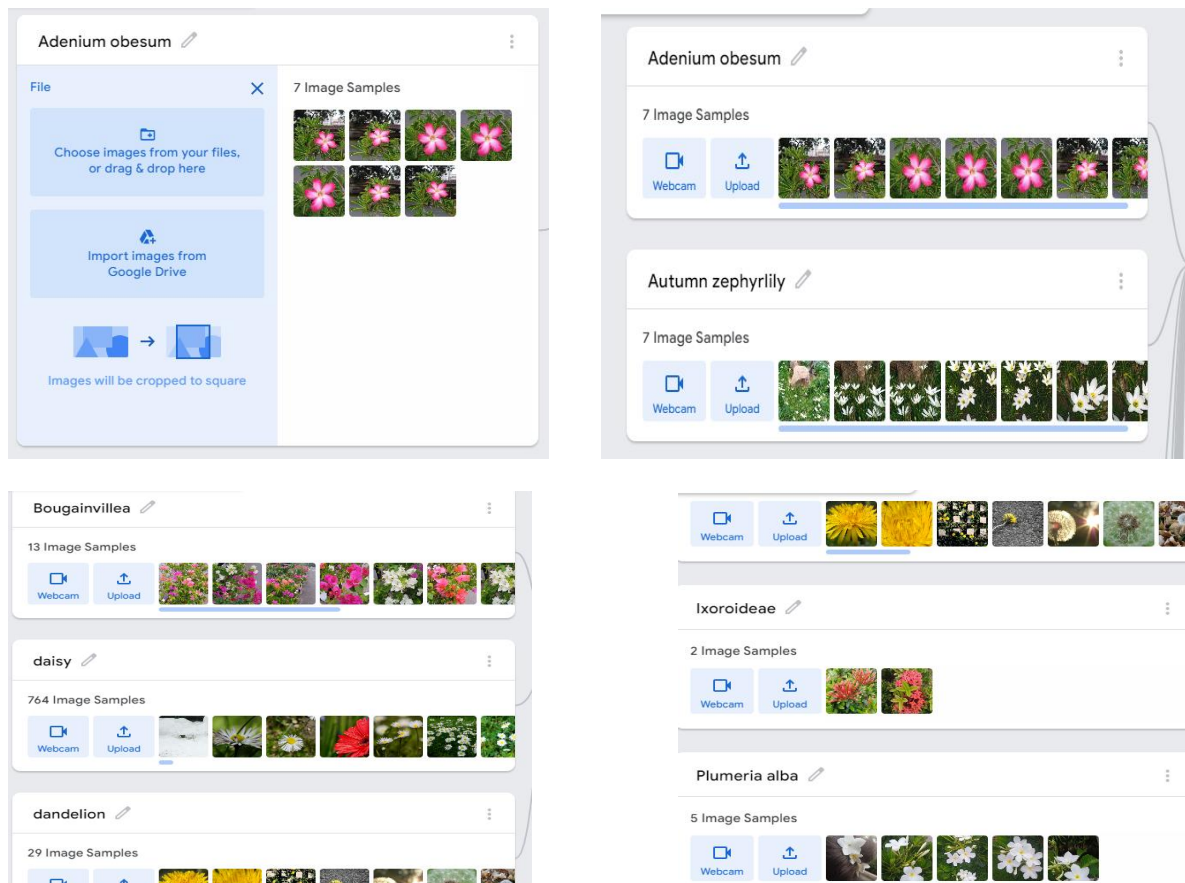 Adenium obesum
File
7 Image Samples
Choose images from your files,
or drag & drop here
Import images from
Google Drive
Images will be cropped to square
Adenium obesum
7 Image Samples
Webcam
Upload
Autumn zephyrlily
7 Image Samples
Webcam
Upload
Bougainvillea
13 Image Samples
Webcam
Upload
daisy
764 Image Samples
Webcam
Upload
dandelion
29 Image Samples
Webcam
Upload
Ixoroideae
2 Image Samples
Webcam
Upload
Plumeria alba
5 Image Samples
Webcam
Upload